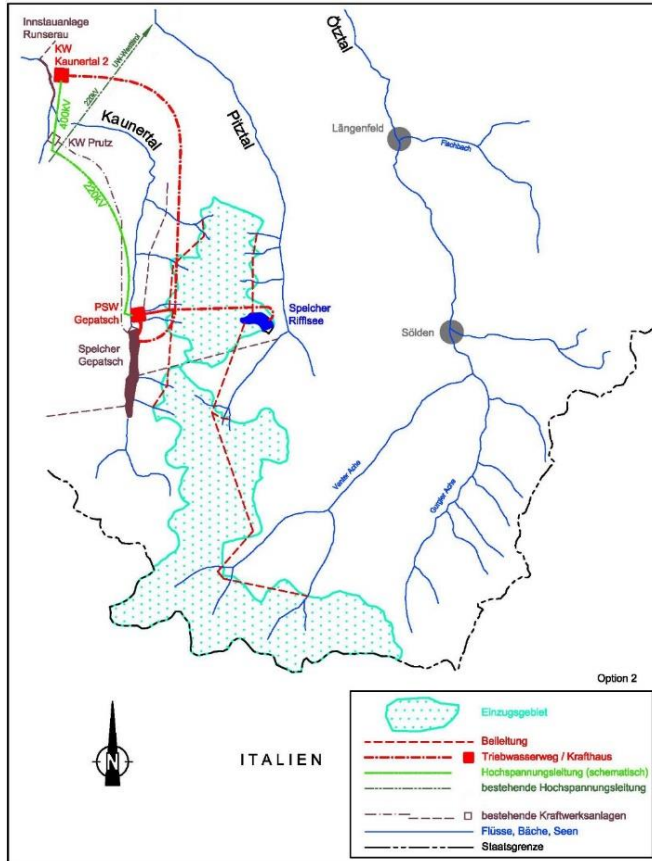 Innstauanlage
Runserau
KW
Kaunertal 2
UW-Westtirol
220kV
400kV
Kaunertal
Pitztal
Ötztal
KW Prutz
220kV
Längenfeld
Fischbach
PSW
Gepatsch
Speicher
Gepatsch
Speicher
Rifflsee
Sölden
Venter Ache
Gurgler Ache
Option 2
N
ITALIEN
Einzugsgebiet
Beileitung
Triebwasserweg / Krafthaus
Hochspannungsleitung (schematisch)
bestehende Hochspannungsleitung
bestehende Kraftwerksanlagen
Flüsse, Bäche, Seen
Staatsgrenze